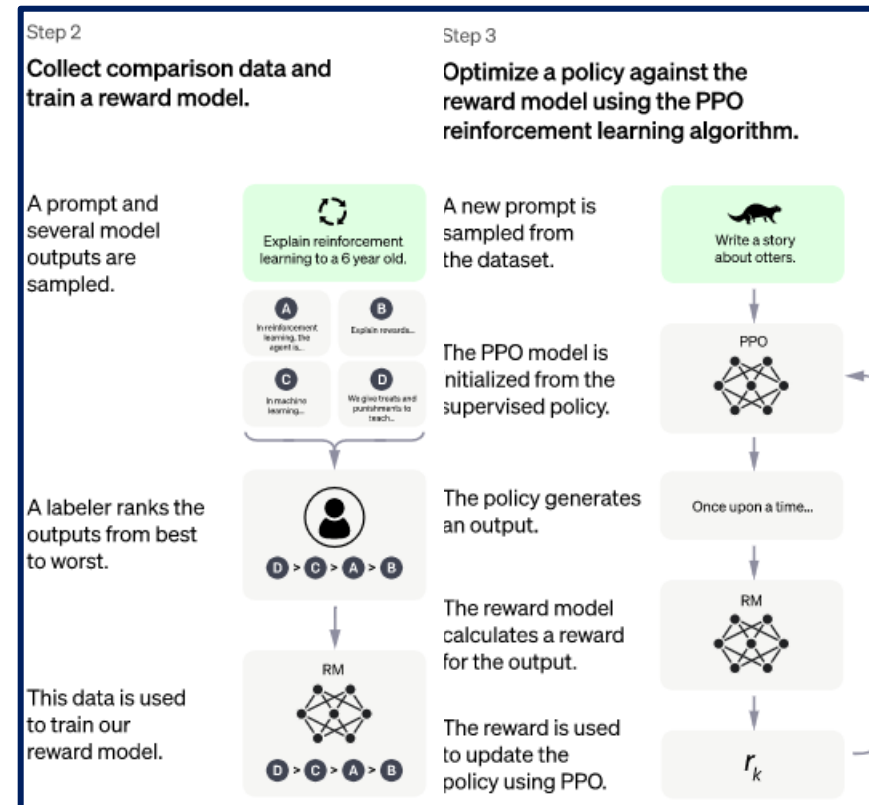 Step 2
Collect comparison data and
train a reward model.
A prompt and
several model
outputs are
sampled.
Explain reinforcement
learning to a 6 year old.
A
In reinforcement
learning, the
agent is...
B
Explain rewards...
C
In machine
learning...
D
We give treats and
punishments to
teach...
A labeler ranks the
outputs from best
to worst.
D > C > A > B
This data is used
to train our
reward model.
RM
D > C > A > B
Step 3
Optimize a policy against the
reward model using the PPO
reinforcement learning algorithm.
A new prompt is
sampled from
the dataset.
Write a story
about otters.
The PPO model is
nitialized from the
supervised policy.
PPO
The policy generates
an output.
Once upon a time...
The reward model
calculates a reward
for the output.
RM
The reward is used
to update the
policy using PPO.
rk